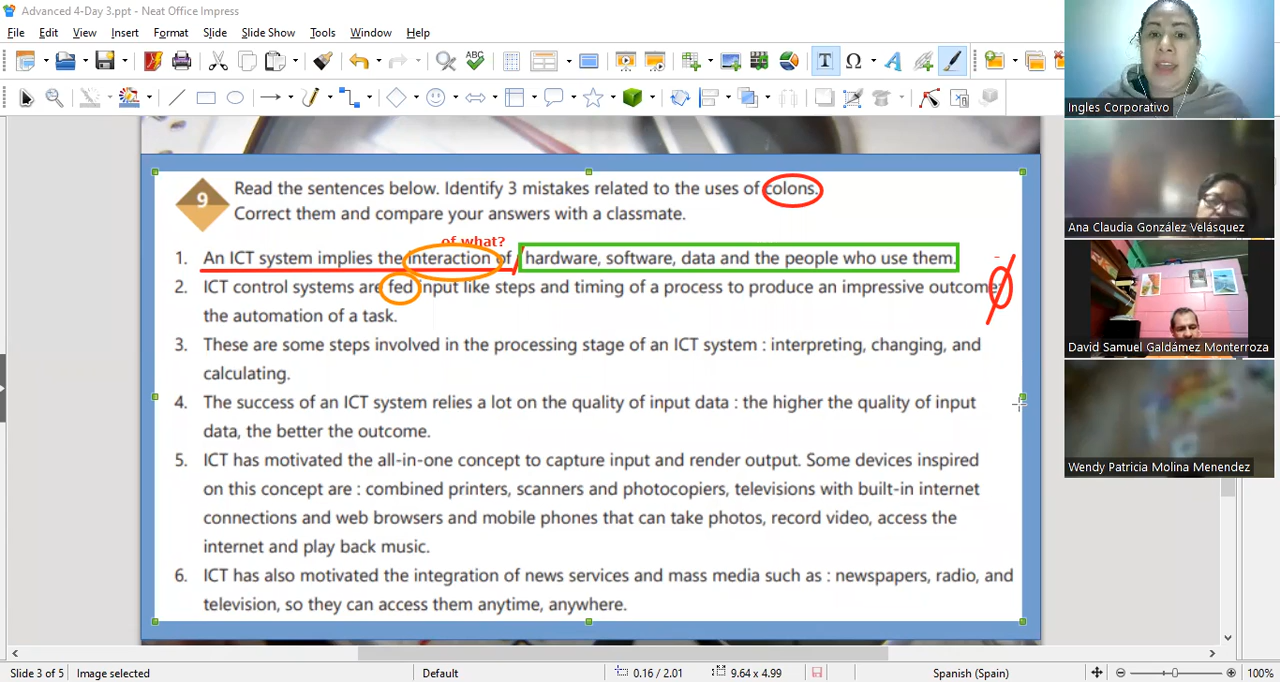 Advanced 4-Day 3.ppt - Neat Office Impress
File Edit View Insert Format Slide Slide Show Tools Window Help
ABC
Ingles Corporativo
Ana Claudia González Velásquez
David Samuel Galdámez Monterroza
Wendy Patricia Molina Menendez
9
Read the sentences below. Identify 3 mistakes related to the uses of colons.
Correct them and compare your answers with a classmate.
of what?
1. An ICT system implies the interaction of hardware, software, data and the people who use them.
2. ICT control systems are fed input like steps and timing of a process to produce an impressive outcome:
the automation of a task.
3. These are some steps involved in the processing stage of an ICT system : interpreting, changing, and
calculating.
4. The success of an ICT system relies a lot on the quality of input data : the higher the quality of input
data, the better the outcome.
5. ICT has motivated the all-in-one concept to capture input and render output. Some devices inspired
on this concept are : combined printers, scanners and photocopiers, televisions with built-in internet
connections and web browsers and mobile phones that can take photos, record video, access the
internet and play back music.
6. ICT has also motivated the integration of news services and mass media such as : newspapers, radio, and
television, so they can access them anytime, anywhere.
Slide 3 of 5 Image selected Default 0.16 / 2.01 9.64 x 4.99 Spanish (Spain) 100%